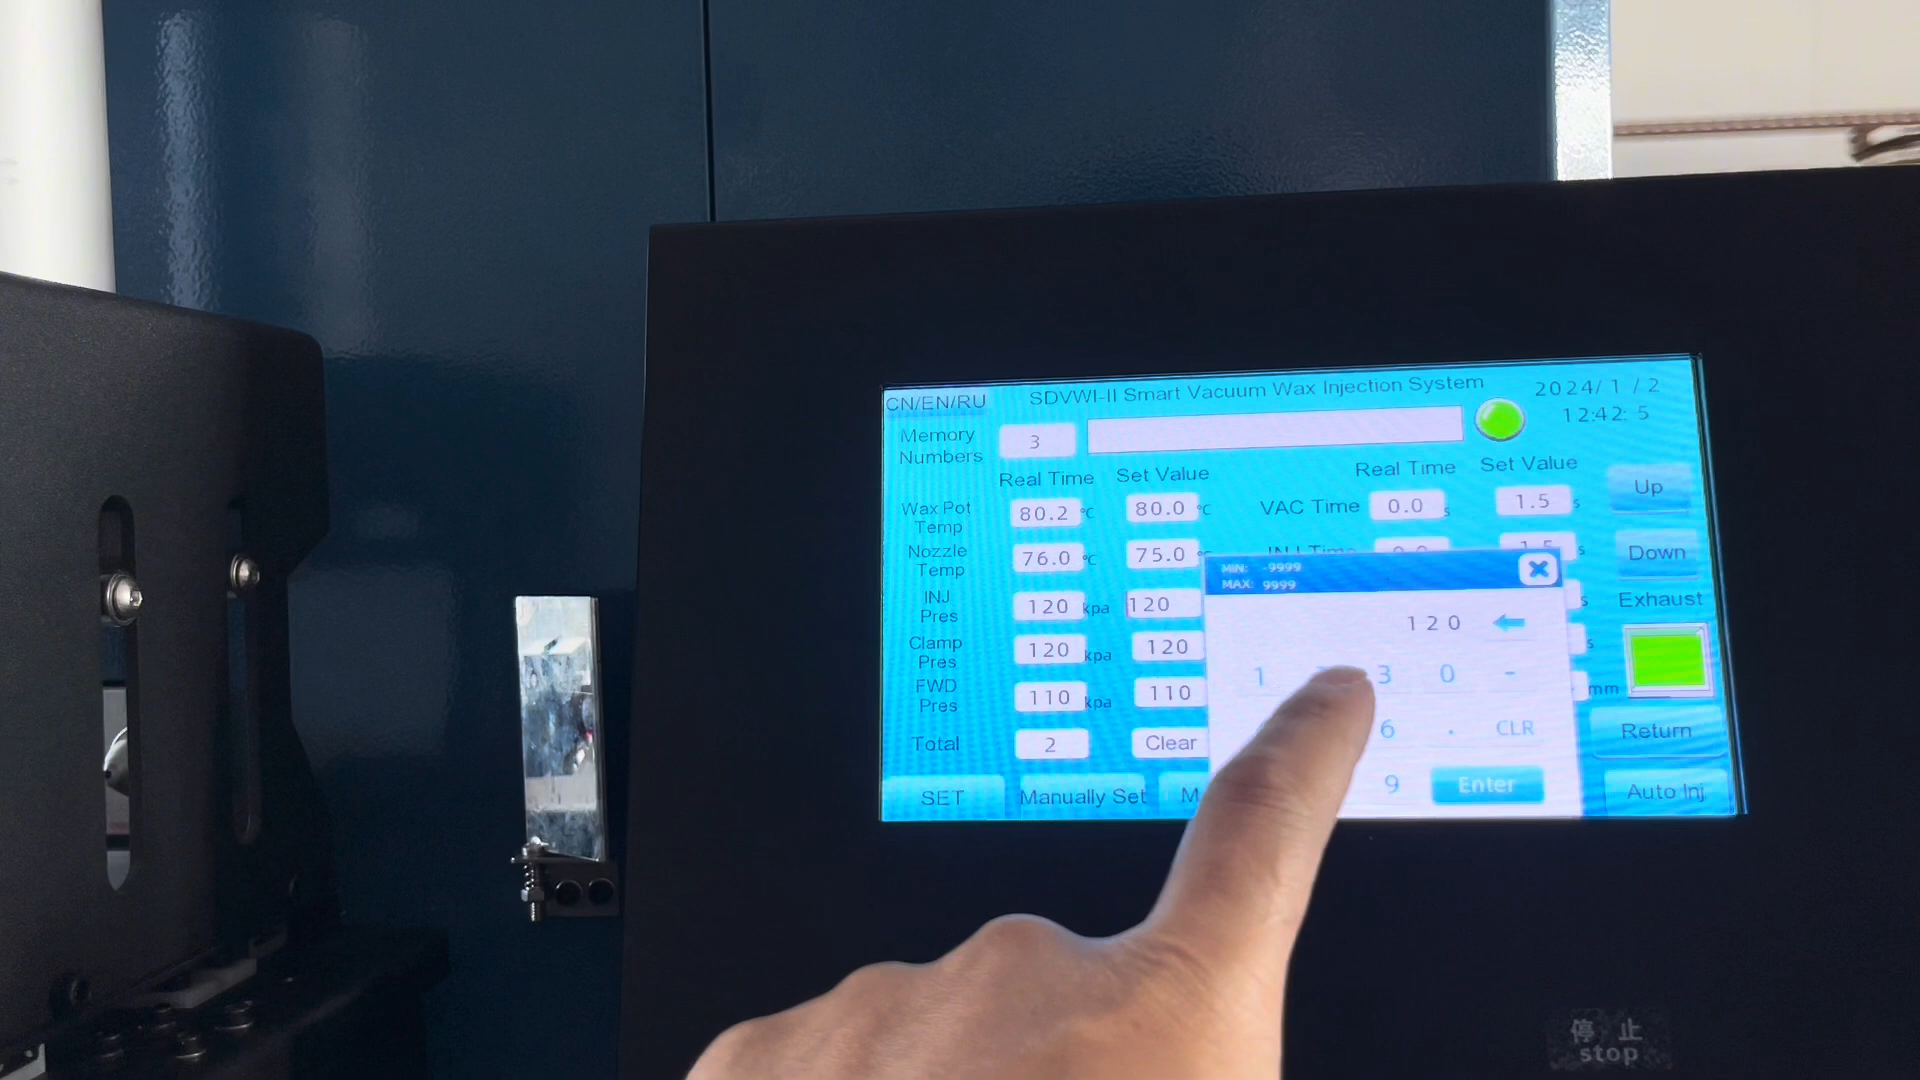 CN/EN/RU
SDVWI-II Smart Vacuum Wax Injection System
2024/ 1 / 2
12:42: 5
Memory
Numbers
3
Real Time
Set Value
Real Time
Set Value
Wax Pot
Temp
80.2 °C
80.0 °C
VAC Time
0.0 s
1.5 s
Up
Nozzle
Temp
76.0 °C
75.0 °C
INJ Time
0.0
1.5 s
Down
INJ
Pres
120 kpa
120
s
Exhaust
Clamp
Pres
120 kpa
120
s
FWD
Pres
110 kpa
110
mm
Total
2
Clear
Return
SET
Manually Set
M
Auto Inj
MIN: -9999
MAX: 9999
120
1 3 0 -
6 . CLR
9 Enter
停 止
stop